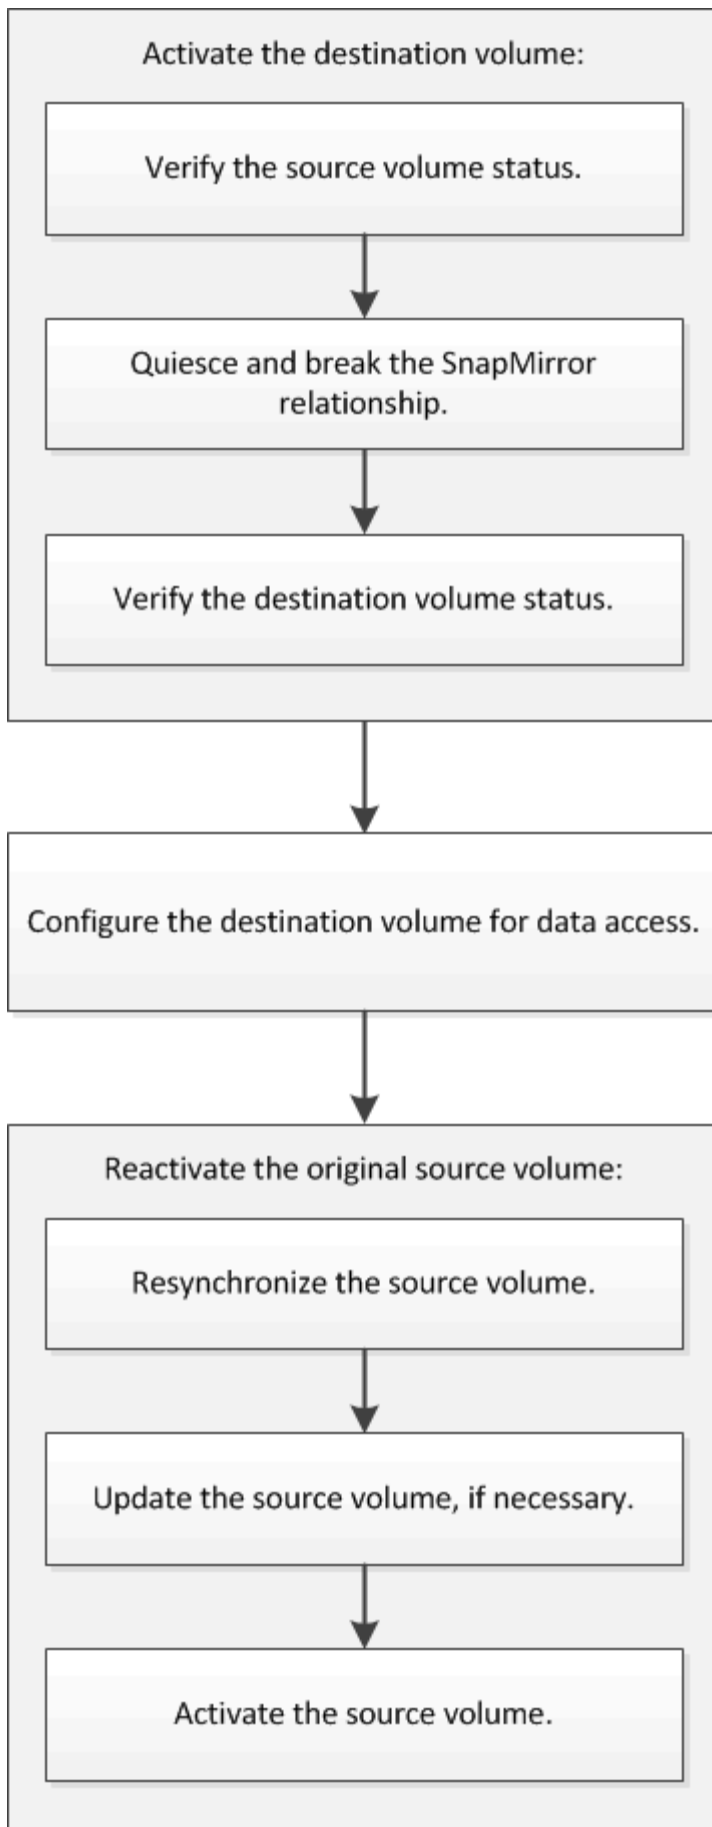 Activate the destination volume:
Verify the source volume status.
Quiesce and break the SnapMirror
relationship.
Verify the destination volume status.
Configure the destination volume for data access.
Reactivate the original source volume:
Resynchronize the source volume.
Update the source volume, if necessary.
Activate the source volume.